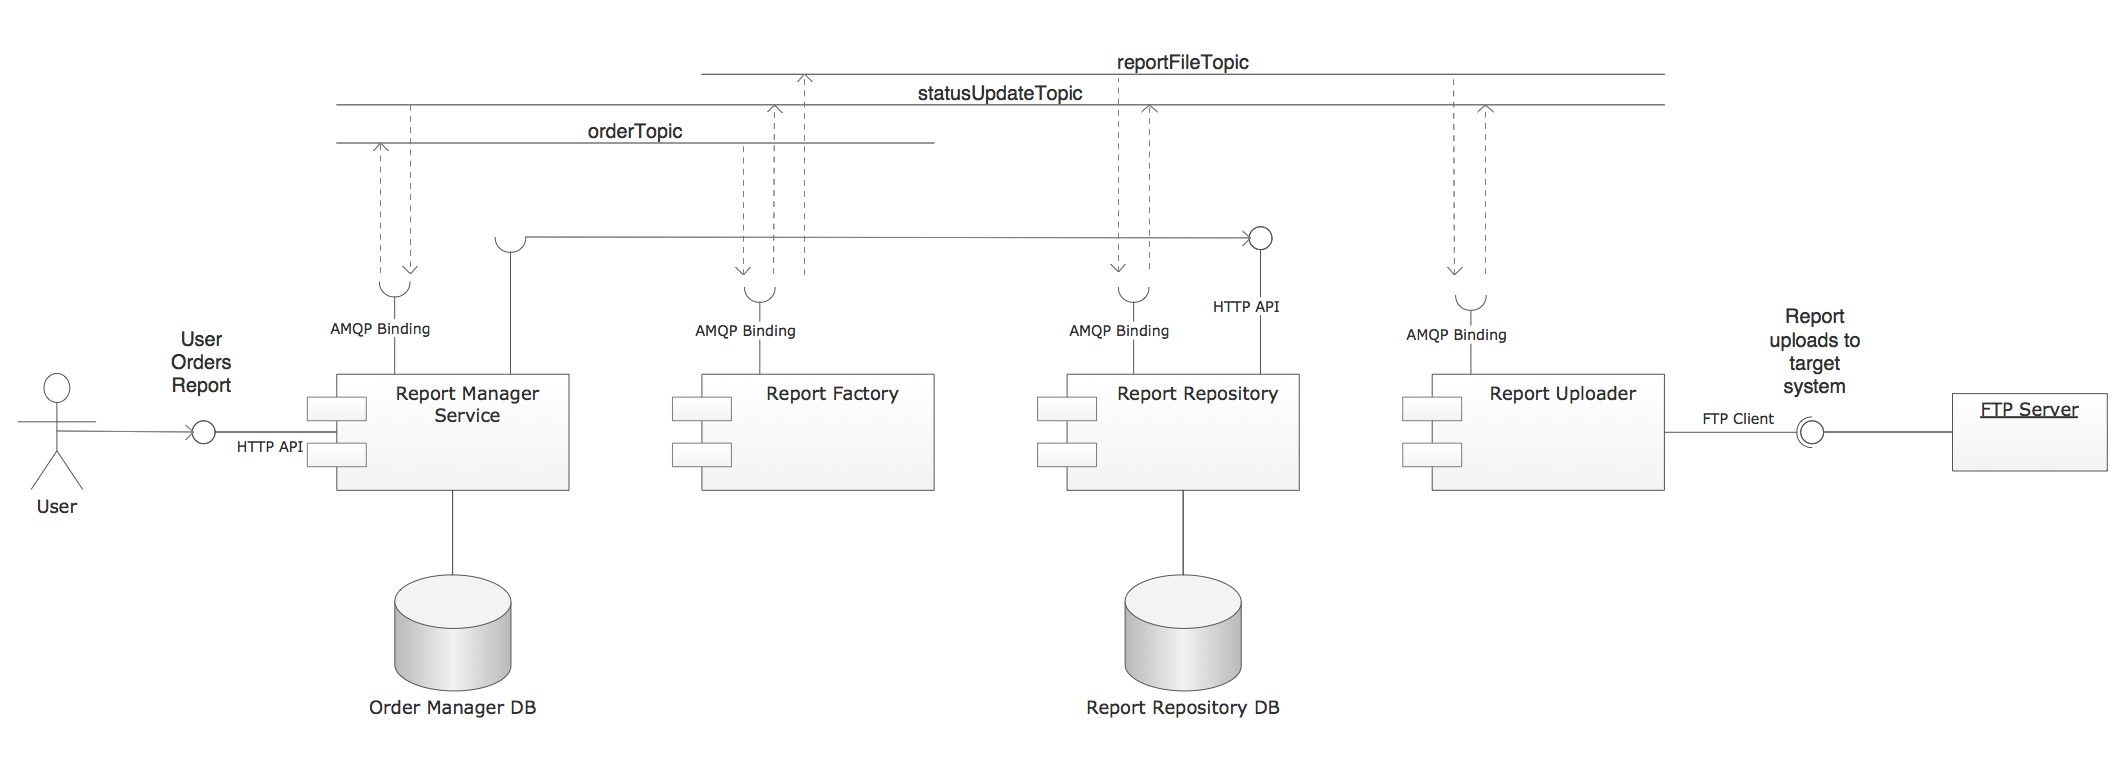 reportFileTopic
statusUpdateTopic
orderTopic
HTTP API
User
Orders
Report
AMQP Binding
AMQP Binding
AMQP Binding
AMQP Binding
Report
uploads to
target
system
Report Manager
Service
Report Factory
Report Repository
Report Uploader
FTP Server
HTTP API
FTP Client
User
Order Manager DB
Report Repository DB